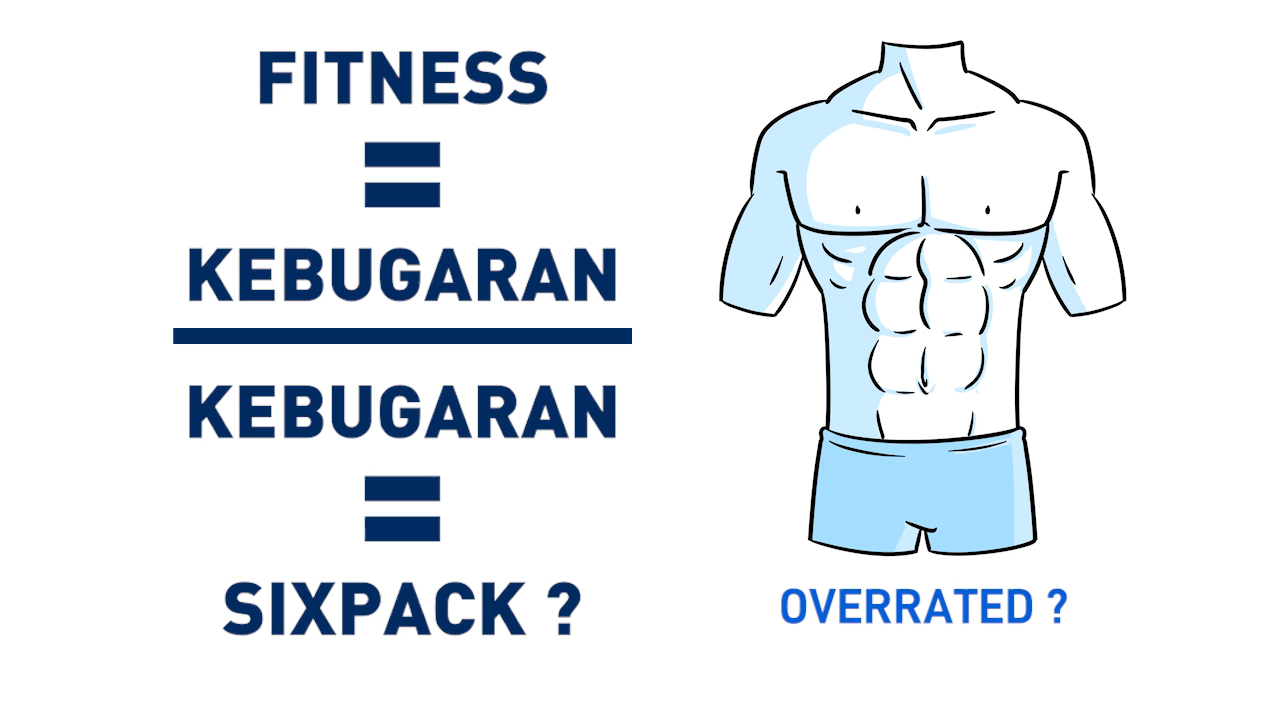 FITNESS
=
KEBUGARAN
KEBUGARAN
=
SIXPACK ?
OVERRATED ?